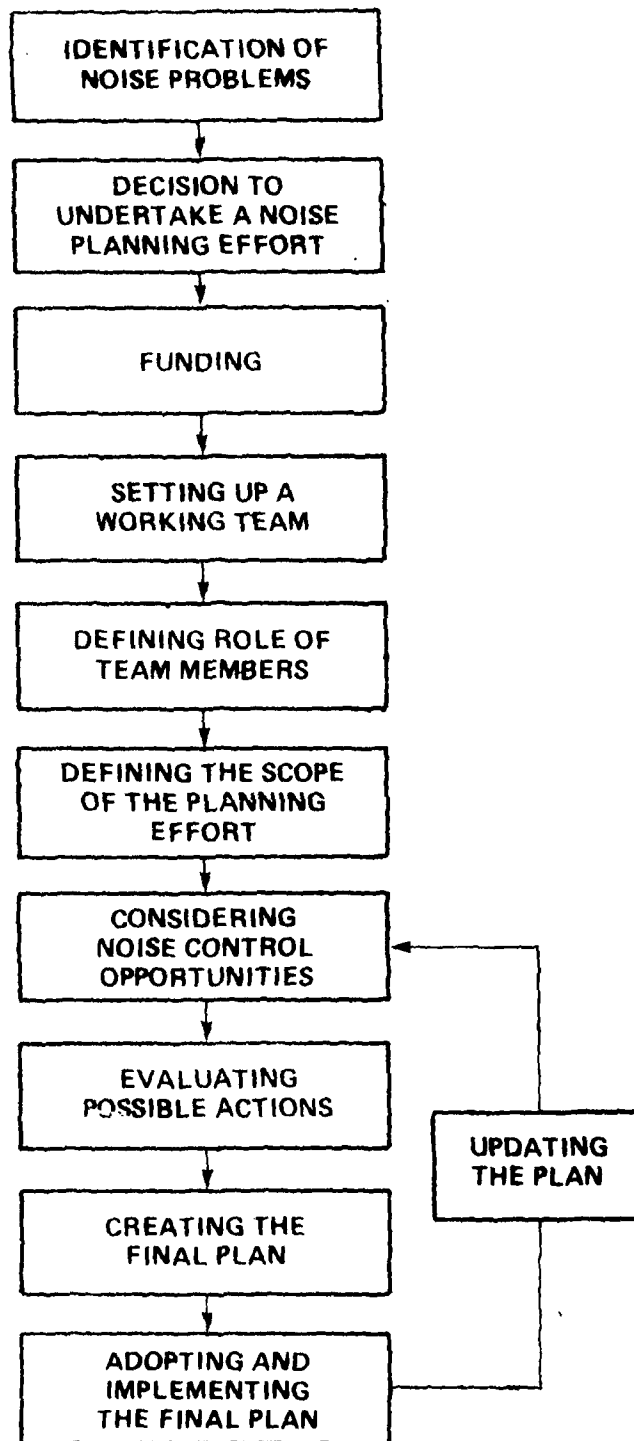 IDENTIFICATION OF
NOISE PROBLEMS
DECISION TO
UNDERTAKE A NOISE
PLANNING EFFORT
FUNDING
SETTING UP A
WORKING TEAM
DEFINING ROLE OF
TEAM MEMBERS
DEFINING THE SCOPE
OF THE PLANNING
EFFORT
CONSIDERING
NOISE CONTROL
OPPORTUNITIES
EVALUATING
POSSIBLE ACTIONS
UPDATING
THE PLAN
CREATING THE
FINAL PLAN
ADOPTING AND
IMPLEMENTING
THE FINAL PLAN